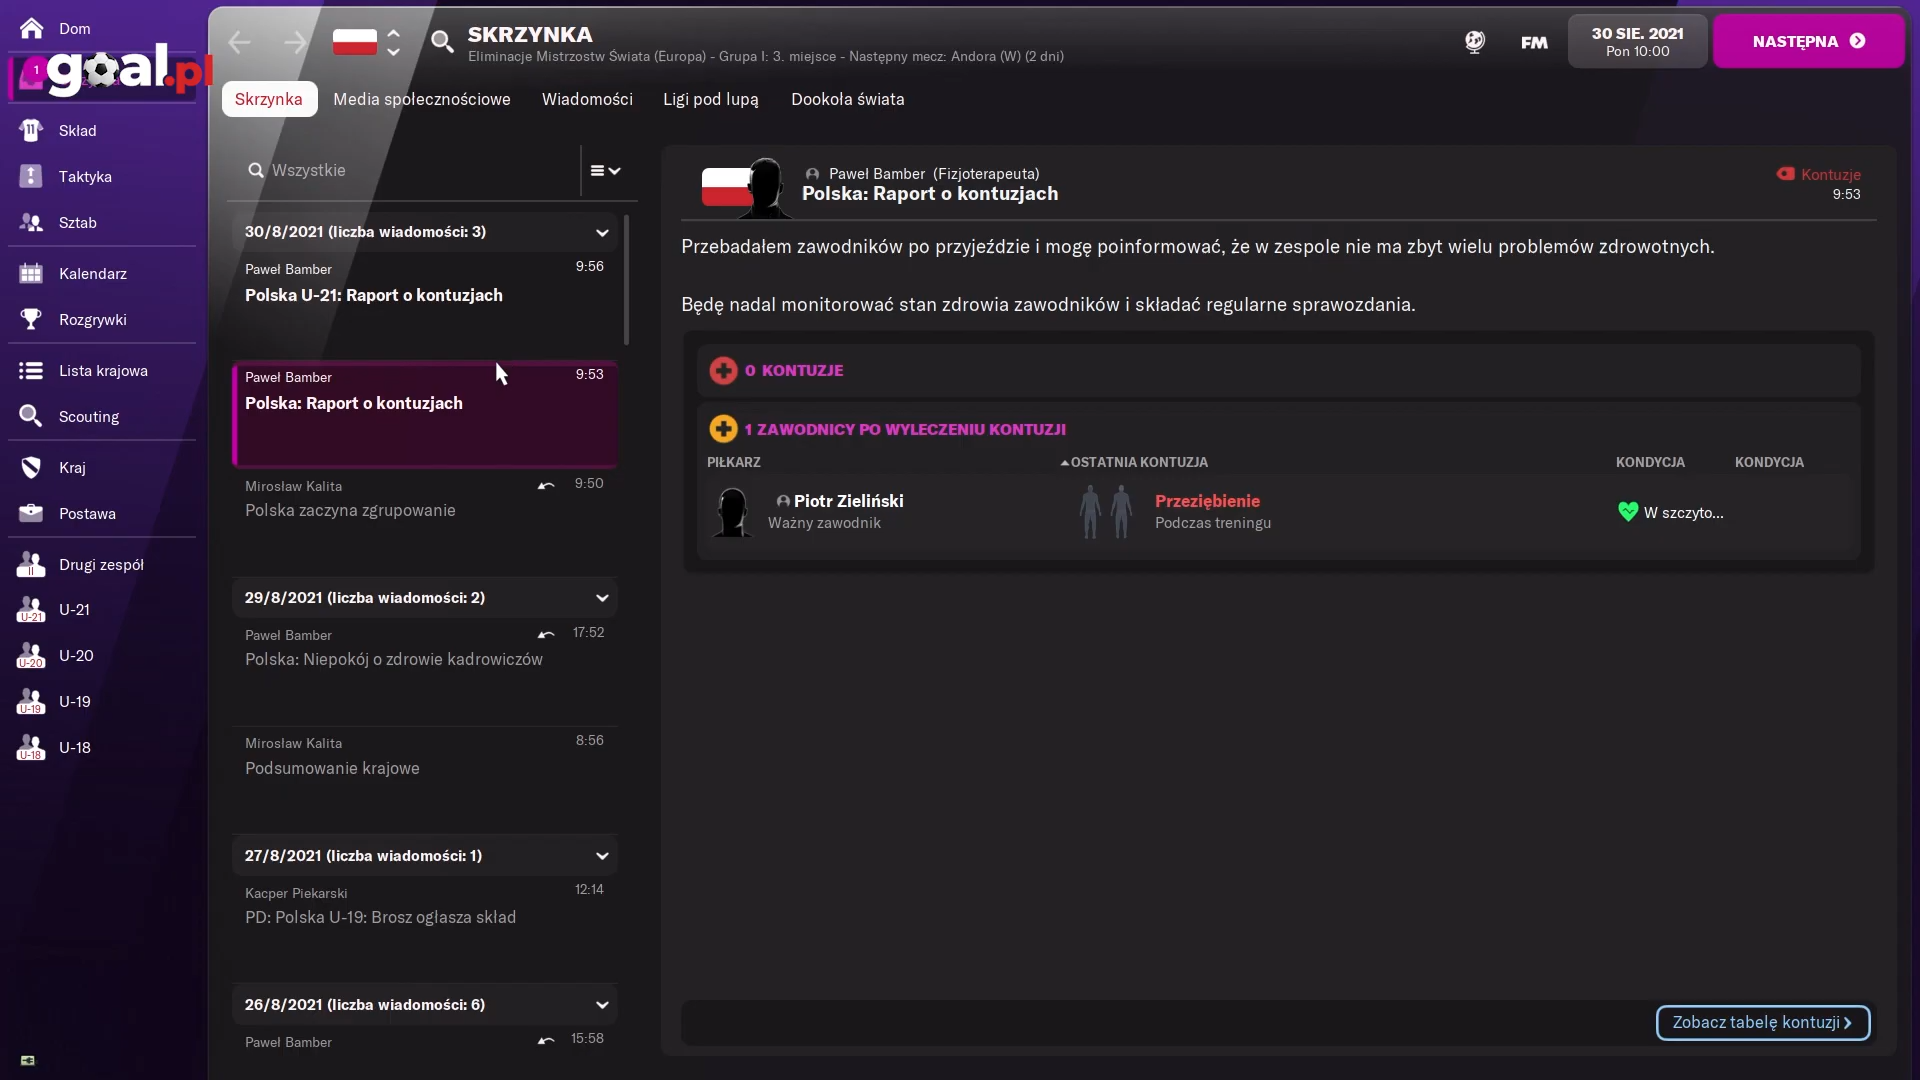 Dom
goal.pl
1
Skład
Taktyka
Sztab
Kalendarz
Rozgrywki
Lista krajowa
Scouting
Kraj
Postawa
II
Drugi zespół
U-21
U-21
U-20
U-20
U-19
U-19
U-18
U-18
SKRZYNKA
Eliminacje Mistrzostw Świata (Europa) - Grupa I: 3. miejsce - Następny mecz: Andora (W) (2 dni)
FM
30 SIE. 2021
Pon 10:00
NASTĘPNA
Skrzynka
Media społecznościowe
Wiadomości
Ligi pod lupą
Dookoła świata
Wszystkie
30/8/2021 (liczba wiadomości: 3)
Paweł Bamber 9:56
Polska U-21: Raport o kontuzjach
Paweł Bamber 9:53
Polska: Raport o kontuzjach
Mirosław Kalita 9:50
Polska zaczyna zgrupowanie
29/8/2021 (liczba wiadomości: 2)
Paweł Bamber 17:52
Polska: Niepokój o zdrowie kadrowiczów
Mirosław Kalita 8:56
Podsumowanie krajowe
27/8/2021 (liczba wiadomości: 1)
Kacper Piekarski 12:14
PD: Polska U-19: Brosz ogłasza skład
26/8/2021 (liczba wiadomości: 6)
Paweł Bamber 15:58
Paweł Bamber (Fizjoterapeuta)
Polska: Raport o kontuzjach
Kontuzje
9:53
Przebadałem zawodników po przyjeździe i mogę poinformować, że w zespole nie ma zbyt wielu problemów zdrowotnych.
Będę nadal monitorować stan zdrowia zawodników i składać regularne sprawozdania.
0 KONTUZJE
1 ZAWODNICY PO WYLECZENIU KONTUZJI
PIŁKARZ OSTATNIA KONTUZJA KONDYCJA KONDYCJA
Piotr Zieliński
Ważny zawodnik
Przeziębienie
Podczas treningu
W szczyto...
Zobacz tabelę kontuzji